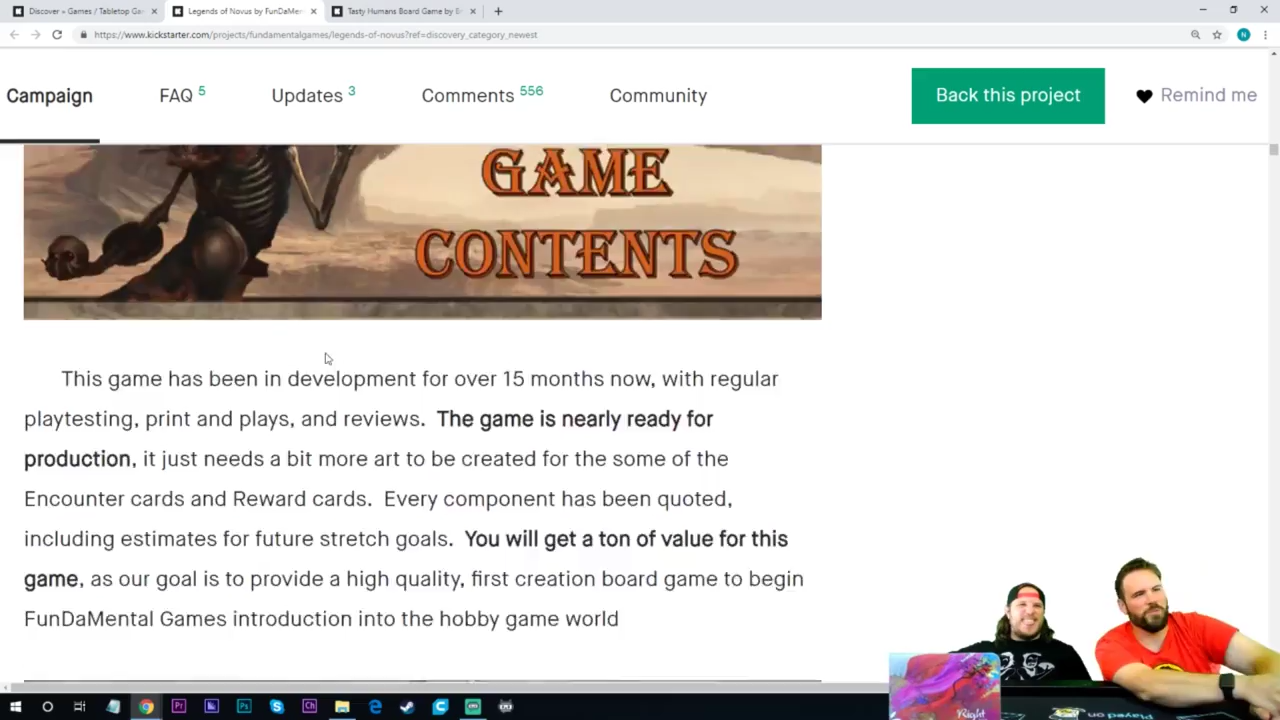 Discover » Games / Tabletop Ga
Legends of Novus by FunDaMe
Tasty Humans Board Game by
https://www.kickstarter.com/projects/fundamentalgames/legends-of-novus?ref=discovery_category_newest
N
Campaign
FAQ 5
Updates 3
Comments 556
Community
Back this project
Remind me
GAME
CONTENTS
This game has been in development for over 15 months now, with regular
playtesting, print and plays, and reviews. The game is nearly ready for
production, it just needs a bit more art to be created for the some of the
Encounter cards and Reward cards. Every component has been quoted,
including estimates for future stretch goals. You will get a ton of value for this
game, as our goal is to provide a high quality, first creation board game to begin
FunDaMental Games introduction into the hobby game world
Right
Played on
Pr
Ps
Ch